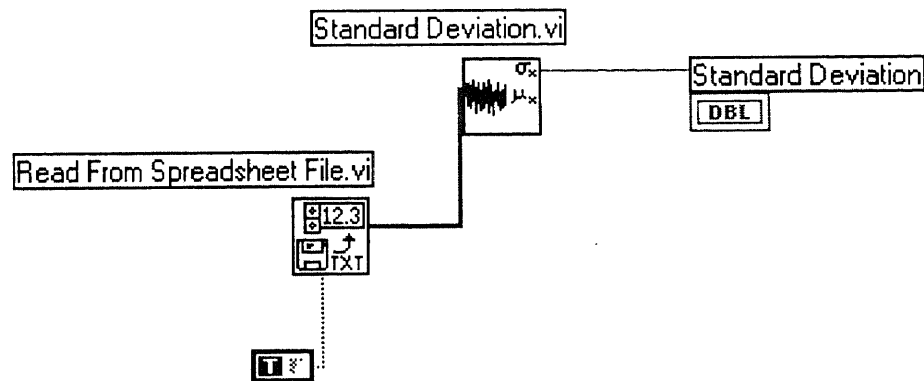 Standard Deviation.vi
σx
μx
Standard Deviation
DBL
Read From Spreadsheet File.vi
12.3
TXT
T